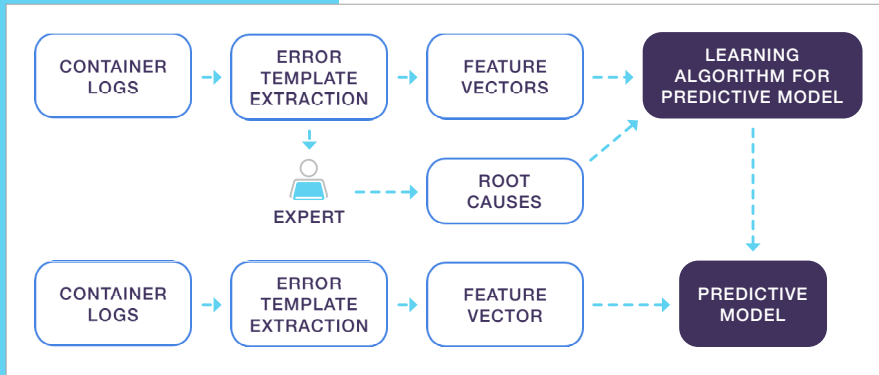 CONTAINER
LOGS
ERROR
TEMPLATE
EXTRACTION
FEATURE
VECTORS
LEARNING
ALGORITHM FOR
PREDICTIVE MODEL
EXPERT
ROOT
CAUSES
CONTAINER
LOGS
ERROR
TEMPLATE
EXTRACTION
FEATURE
VECTOR
PREDICTIVE
MODEL